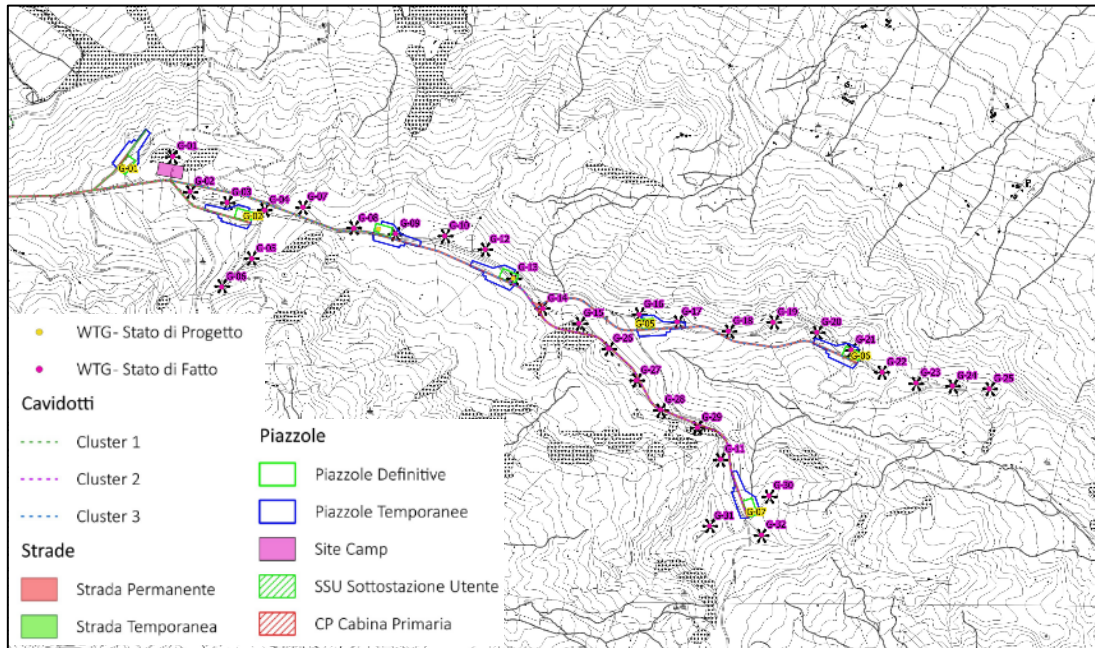 G-01
G-01
G-02
G-03
G-04
G-07
G-02
G-08
G-09
G-10
G-12
G-05
G-06
G-13
G-14
G-15
G-16
G-17
G-05
G-18
G-19
G-20
G-21
G-06
G-22
G-23
G-24
G-25
G-27
G-28
G-29
G-11
G-30
G-07
G-31
G-32
WTG- Stato di Progetto
WTG- Stato di Fatto
Cavidotti
Cluster 1
Cluster 2
Cluster 3
Strade
Strada Permanente
Strada Temporanea
Piazzole
Piazzole Definitive
Piazzole Temporanee
Site Camp
SSU Sottostazione Utente
CP Cabina Primaria